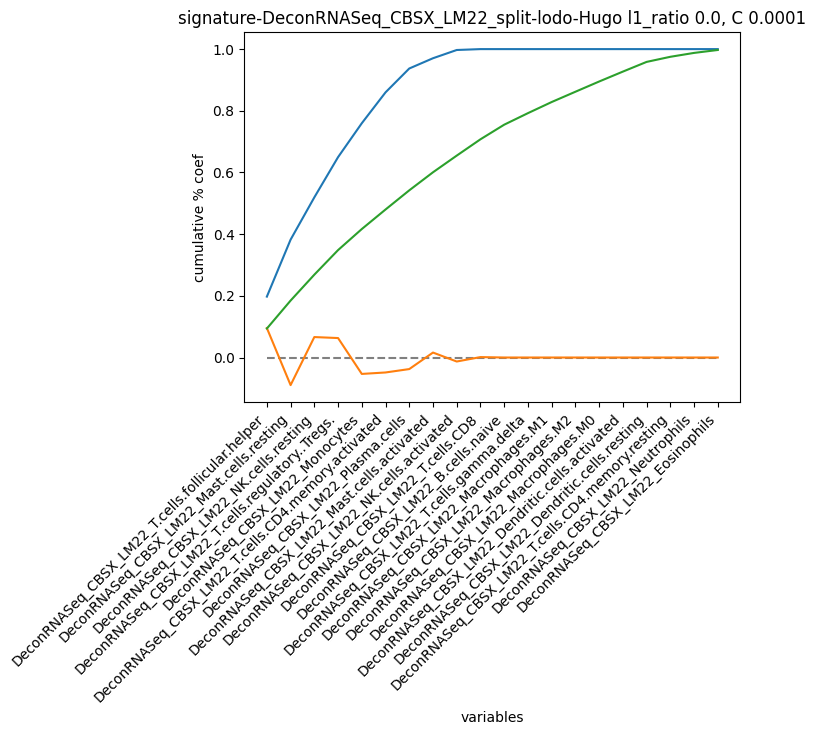 signature-DeconRNASeq_CBSX_LM22_split-lodo-Hugo l1_ratio 0.0, C 0.0001
1.0
0.8
0.6
0.4
0.2
0.0
cumulative % coef
DeconRNASeq_CBSX_LM22_T.cells.follicular.helper
DeconRNASeq_CBSX_LM22_Mast.cells.resting
DeconRNASeq_CBSX_LM22_NK.cells.resting
DeconRNASeq_CBSX_LM22_T.cells.regulatory..Tregs.
DeconRNASeq_CBSX_LM22_Monocytes
DeconRNASeq_CBSX_LM22_T.cells.CD4.memory.activated
DeconRNASeq_CBSX_LM22_Plasma.cells
DeconRNASeq_CBSX_LM22_Mast.cells.activated
DeconRNASeq_CBSX_LM22_NK.cells.activated
DeconRNASeq_CBSX_LM22_T.cells.CD8
DeconRNASeq_CBSX_LM22_B.cells.naive
DeconRNASeq_CBSX_LM22_T.cells.gamma.delta
DeconRNASeq_CBSX_LM22_Macrophages.M1
DeconRNASeq_CBSX_LM22_Macrophages.M2
DeconRNASeq_CBSX_LM22_Macrophages.M0
DeconRNASeq_CBSX_LM22_Dendritic.cells.activated
DeconRNASeq_CBSX_LM22_Dendritic.cells.resting
DeconRNASeq_CBSX_LM22_T.cells.CD4.memory.resting
DeconRNASeq_CBSX_LM22_Neutrophils
DeconRNASeq_CBSX_LM22_Eosinophils
variables